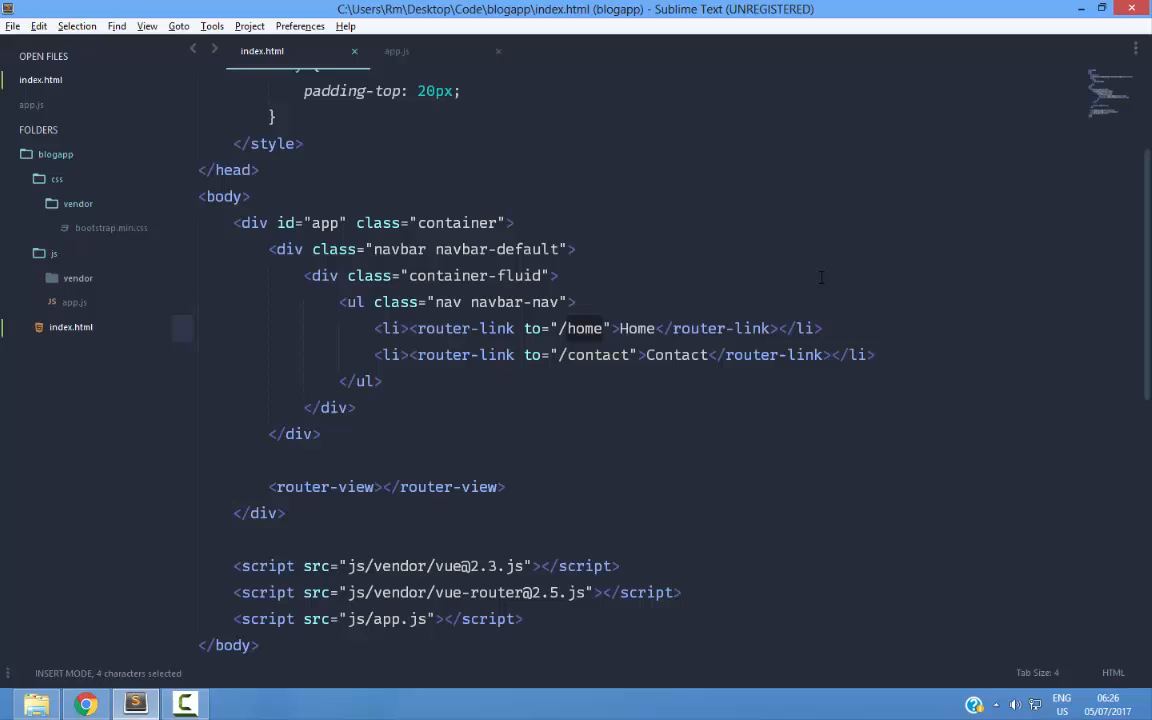 C:\Users\Rm\Desktop\Code\blogapp\index.html (blogapp) - Sublime Text (UNREGISTERED)
File Edit Selection View Goto Tools Project Preferences Help
OPEN FILES
index.html
app.js
FOLDERS
blogapp
css
vendor
bootstrap.min.css
js
vendor
app.js
index.html
index.html
app.js
padding-top: 20px;
}
</style>
</head>
<body>
<div id="app" class="container">
<div class="navbar navbar-default">
<div class="container-fluid">
<ul class="nav navbar-nav">
<li><router-link to="/home">Home</router-link></li>
<li><router-link to="/contact">Contact</router-link></li>
</ul>
</div>
</div>
<router-view></router-view>
</div>
<script src="js/vendor/vue@2.3.js"></script>
<script src="js/vendor/vue-router@2.5.js"></script>
<script src="js/app.js"></script>
</body>
INSERT MODE, 4 characters selected
Tab Size: 4
HTML
ENG
US
06:26
05/07/2017